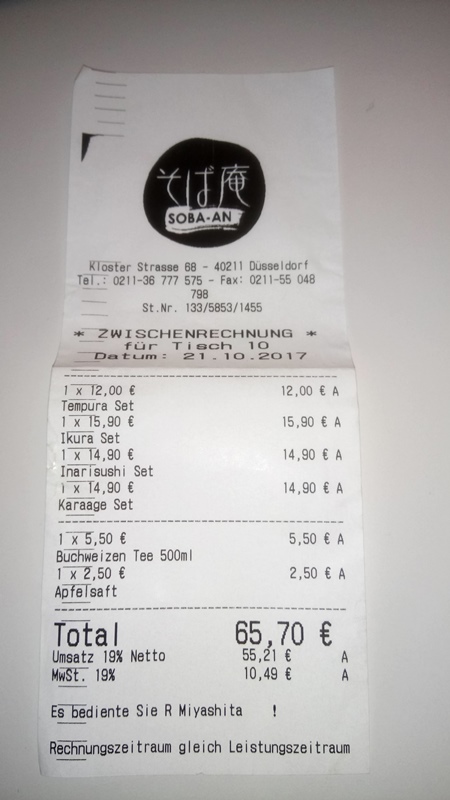 そば庵
SOBA-AN
Kloster Strasse 68 - 40211 Düsseldorf
Tel.: 0211-36 777 575 - Fax: 0211-55 048
798
St.Nr. 133/5853/1455
* ZWISCHENRECHNUNG *
für Tisch 10
Datum: 21.10.2017
1 x 12,00 € 12,00 € A
Tempura Set
1 x 15,90 € 15,90 € A
Ikura Set
1 x 14,90 € 14,90 € A
Inarisushi Set
1 x 14,90 € 14,90 € A
Karaage Set
1 x 5,50 € 5,50 € A
Buchweizen Tee 500ml
1 x 2,50 € 2,50 € A
Apfelsaft
Total 65,70 €
Umsatz 19% Netto 55,21 € A
MwSt. 19% 10,49 € A
Es bediente Sie R Miyashita !
Rechnungszeitraum gleich Leistungszeitraum